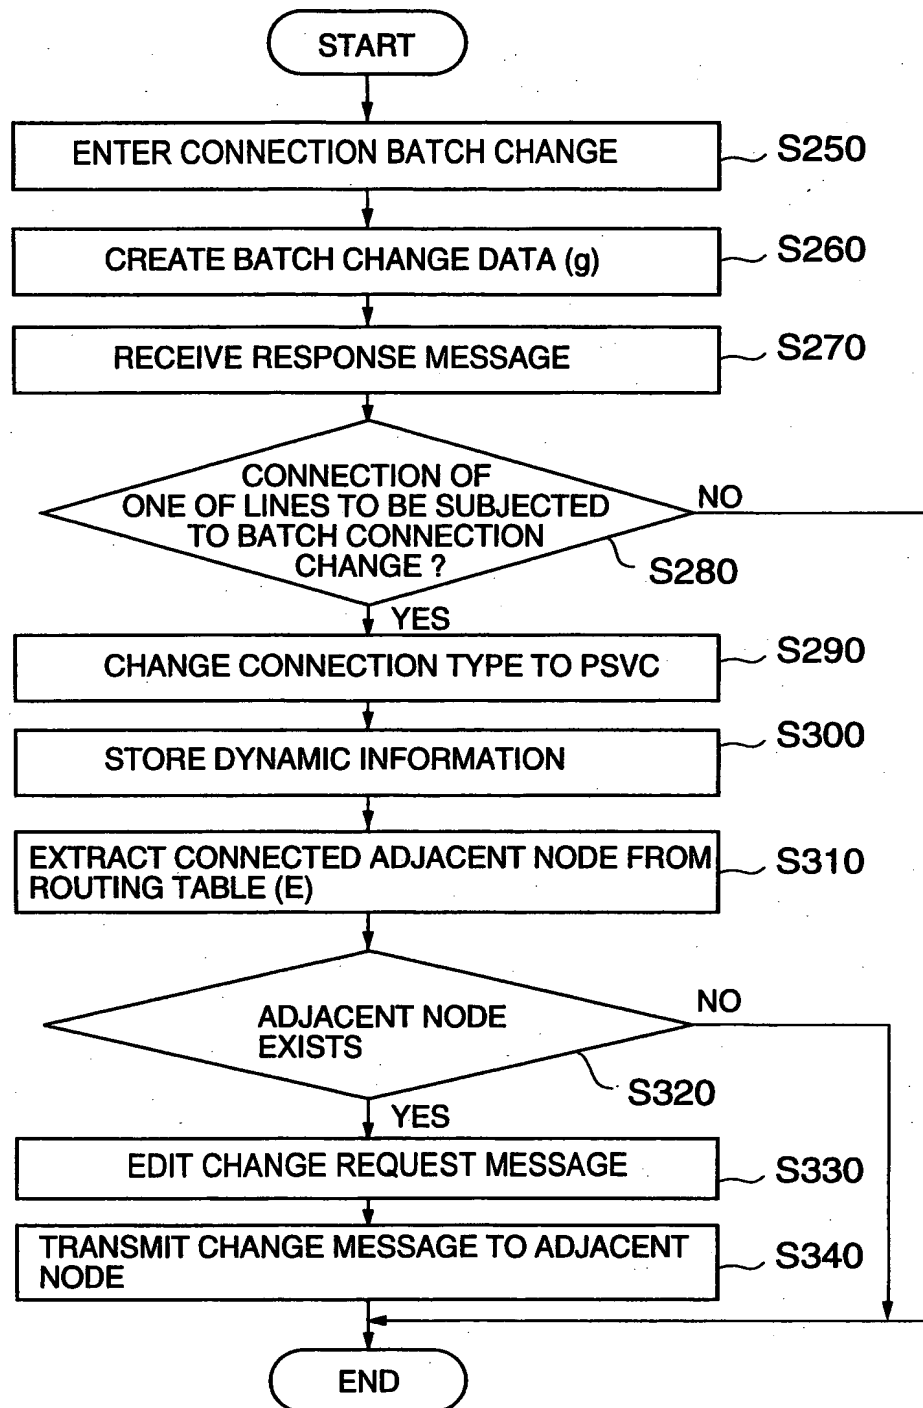 START
ENTER CONNECTION BATCH CHANGE
S250
CREATE BATCH CHANGE DATA (g)
S260
RECEIVE RESPONSE MESSAGE
S270
CONNECTION OF
ONE OF LINES TO BE SUBJECTED
TO BATCH CONNECTION
CHANGE ?
NO
S280
YES
CHANGE CONNECTION TYPE TO PSVC
S290
STORE DYNAMIC INFORMATION
S300
EXTRACT CONNECTED ADJACENT NODE FROM
ROUTING TABLE (E)
S310
ADJACENT NODE
EXISTS
NO
S320
YES
EDIT CHANGE REQUEST MESSAGE
S330
TRANSMIT CHANGE MESSAGE TO ADJACENT
NODE
S340
END